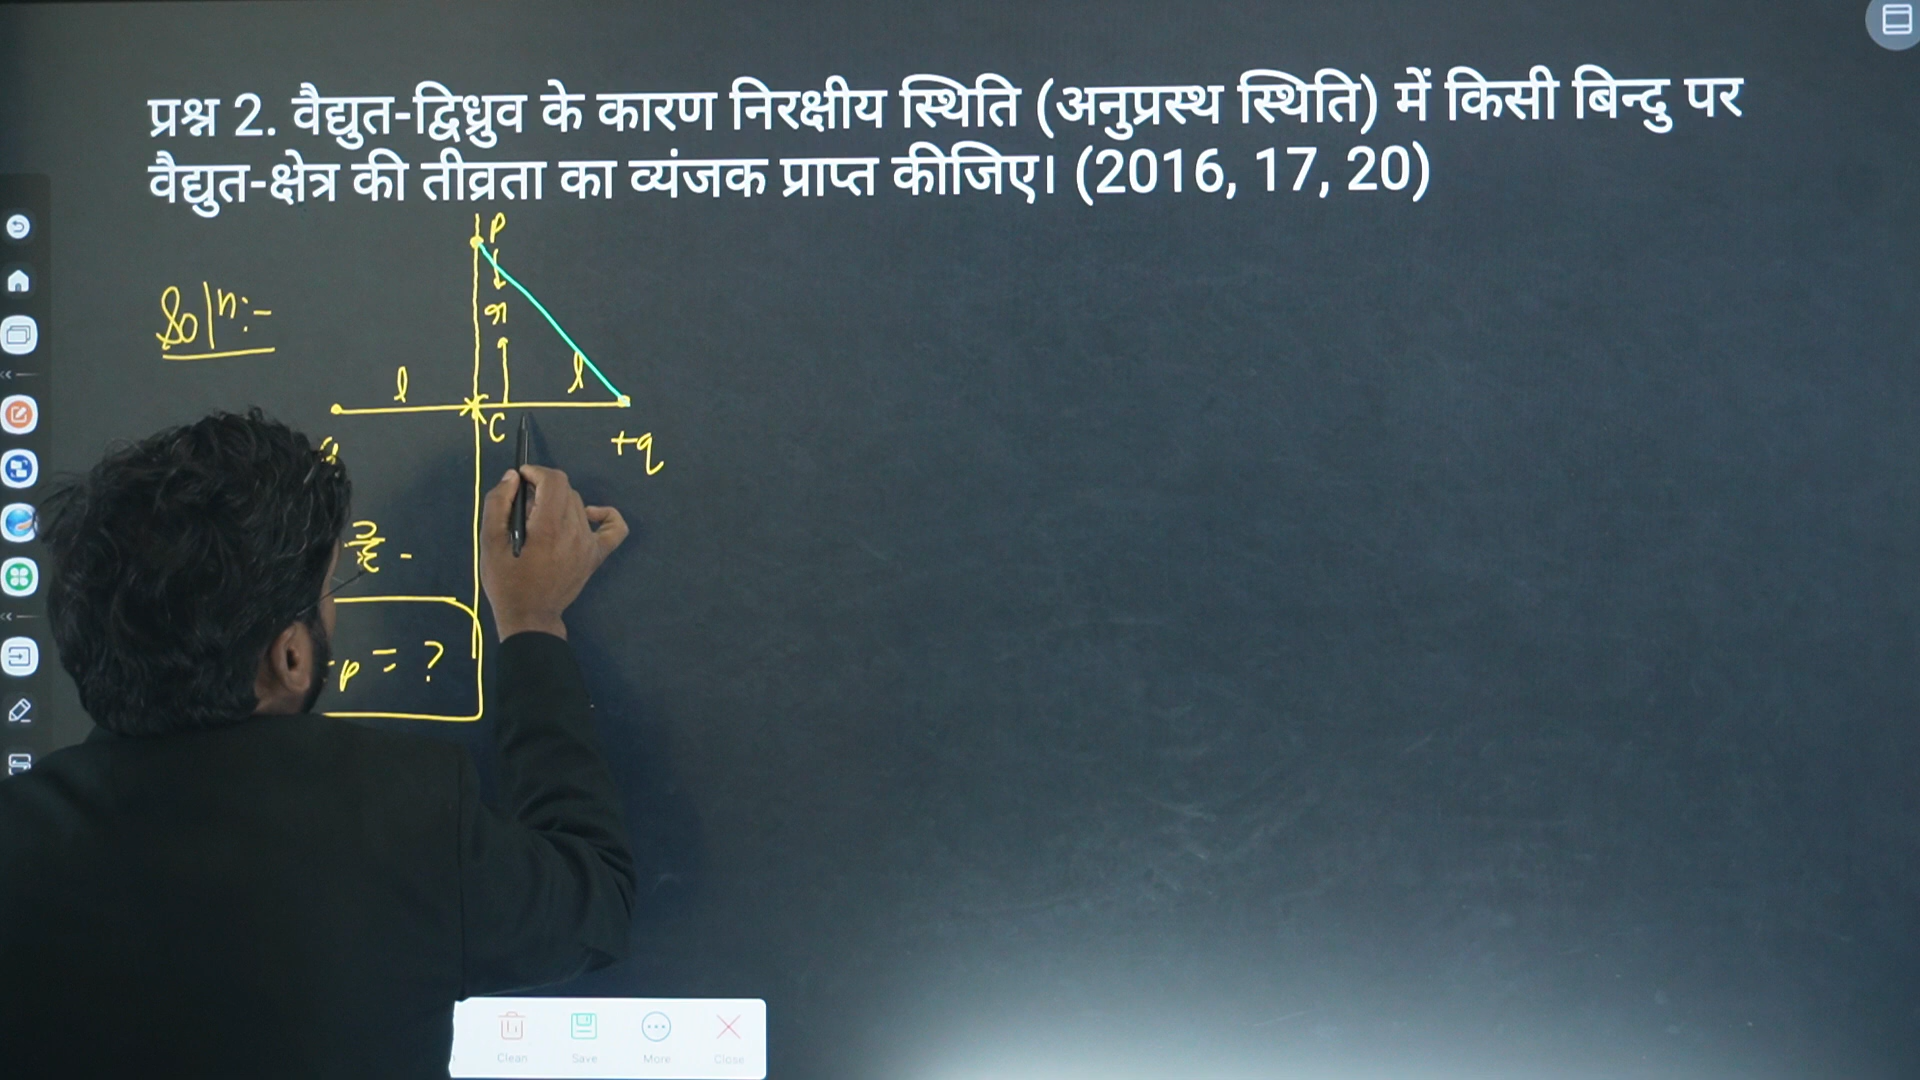 प्रश्न 2. वैद्युत-द्विध्रुव के कारण निरक्षीय स्थिति (अनुप्रस्थ स्थिति) में किसी बिन्दु पर
वैद्युत-क्षेत्र की तीव्रता का व्यंजक प्राप्त कीजिए। (2016, 17, 20)
P
Soln:-
r
l l
C
+q
p = ?
Clean Save More Close